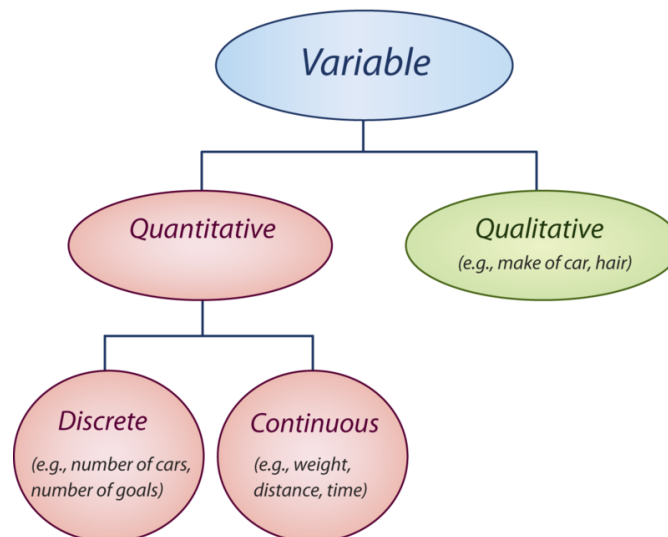 Variable
Quantitative
Qualitative
(e.g., make of car, hair)
Discrete
(e.g., number of cars,
number of goals)
Continuous
(e.g., weight,
distance, time)